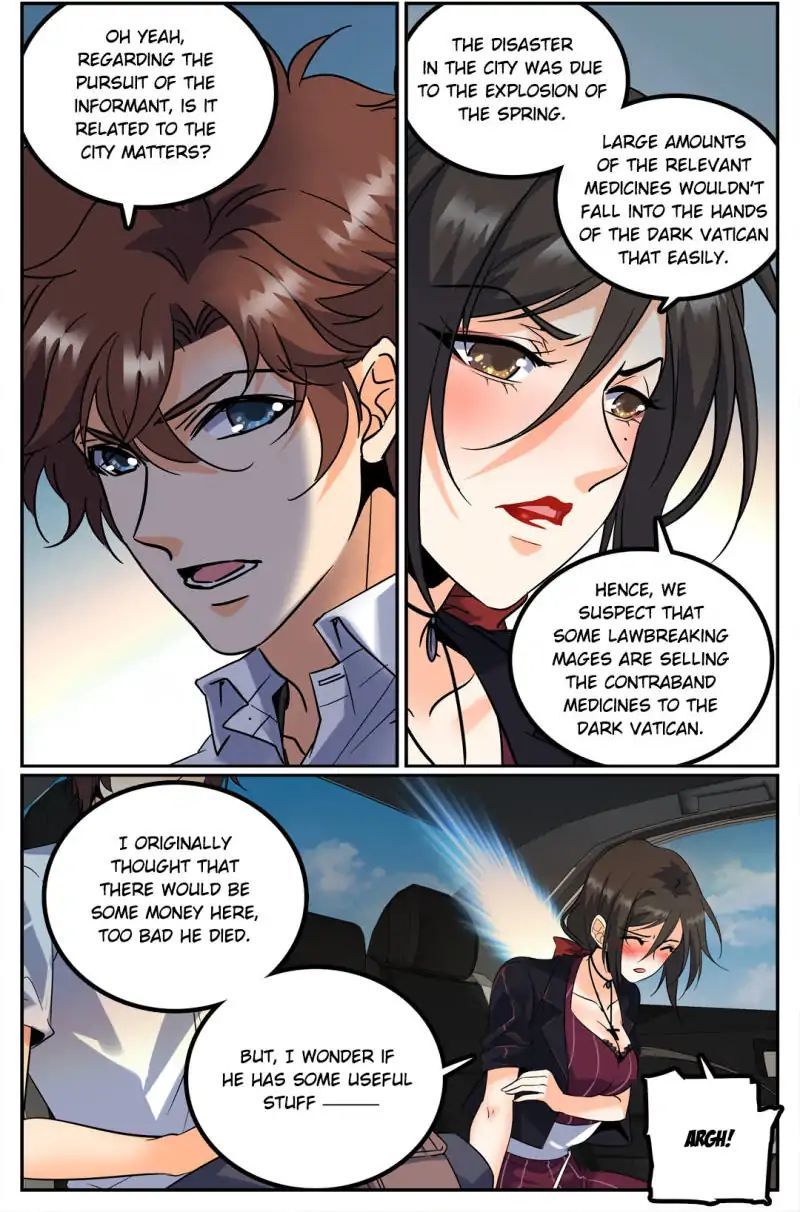 OH YEAH,
REGARDING THE
PURSUIT OF THE
INFORMANT, IS IT
RELATED TO THE
CITY MATTERS?
THE DISASTER
IN THE CITY WAS DUE
TO THE EXPLOSION OF
THE SPRING.
LARGE AMOUNTS
OF THE RELEVANT
MEDICINES WOULDN'T
FALL INTO THE HANDS
OF THE DARK VATICAN
THAT EASILY.
HENCE, WE
SUSPECT THAT
SOME LAWBREAKING
MAGES ARE SELLING
THE CONTRABAND
MEDICINES TO THE
DARK VATICAN.
I ORIGINALLY
THOUGHT THAT
THERE WOULD BE
SOME MONEY HERE,
TOO BAD HE DIED.
BUT, I WONDER IF
HE HAS SOME USEFUL
STUFF ———
ARGH!